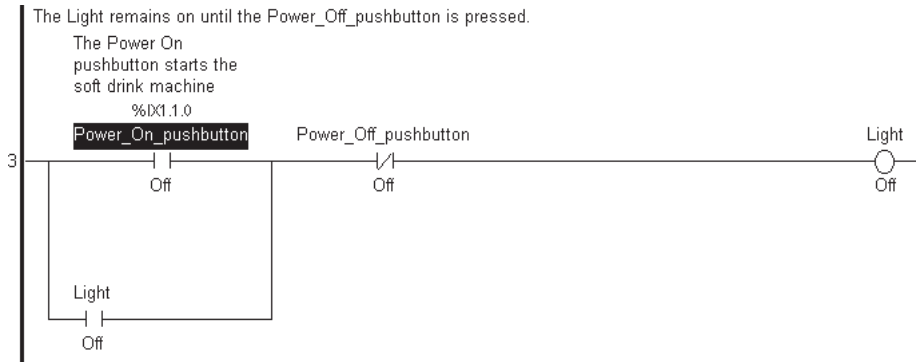 The Light remains on until the Power_Off_pushbutton is pressed.
The Power On
pushbutton starts the
soft drink machine
%IX1.1.0
Power_On_pushbutton Power_Off_pushbutton Light
3
Off Off Off
Light
Off